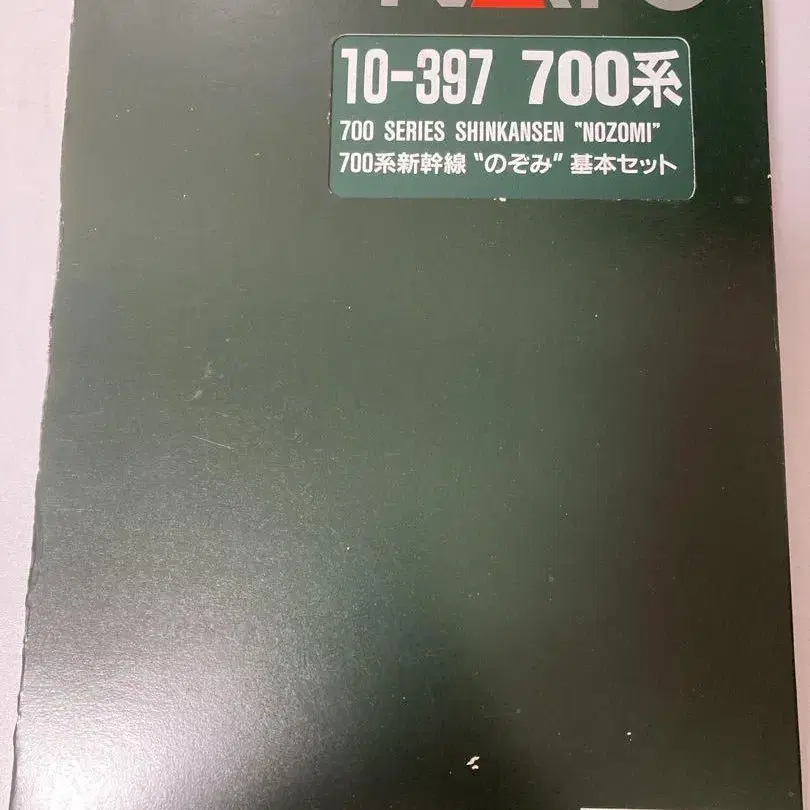 10-397 700系
700 SERIES SHINKANSEN "NOZOMI"
700系新幹線 “のぞみ” 基本セット